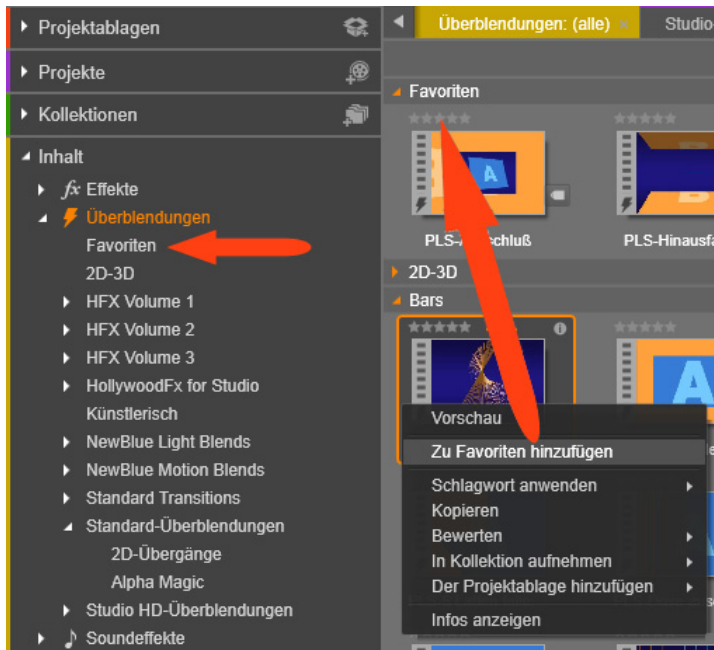 Projektablagen
Projekte
Kollektionen
Inhalt
fx Effekte
Überblendungen
Favoriten
2D-3D
HFX Volume 1
HFX Volume 2
HFX Volume 3
HollywoodFx for Studio
Künstlerisch
NewBlue Light Blends
NewBlue Motion Blends
Standard Transitions
Standard-Überblendungen
2D-Übergänge
Alpha Magic
Studio HD-Überblendungen
Soundeffekte
Überblendungen: (alle)
Studio
Favoriten
A
B
PLS-
schluß
PLS-Hinausfa
2D-3D
Bars
A
Vorschau
Zu Favoriten hinzufügen
Schlagwort anwenden
Kopieren
Bewerten
In Kollektion aufnehmen
Der Projektablage hinzufügen
Infos anzeigen